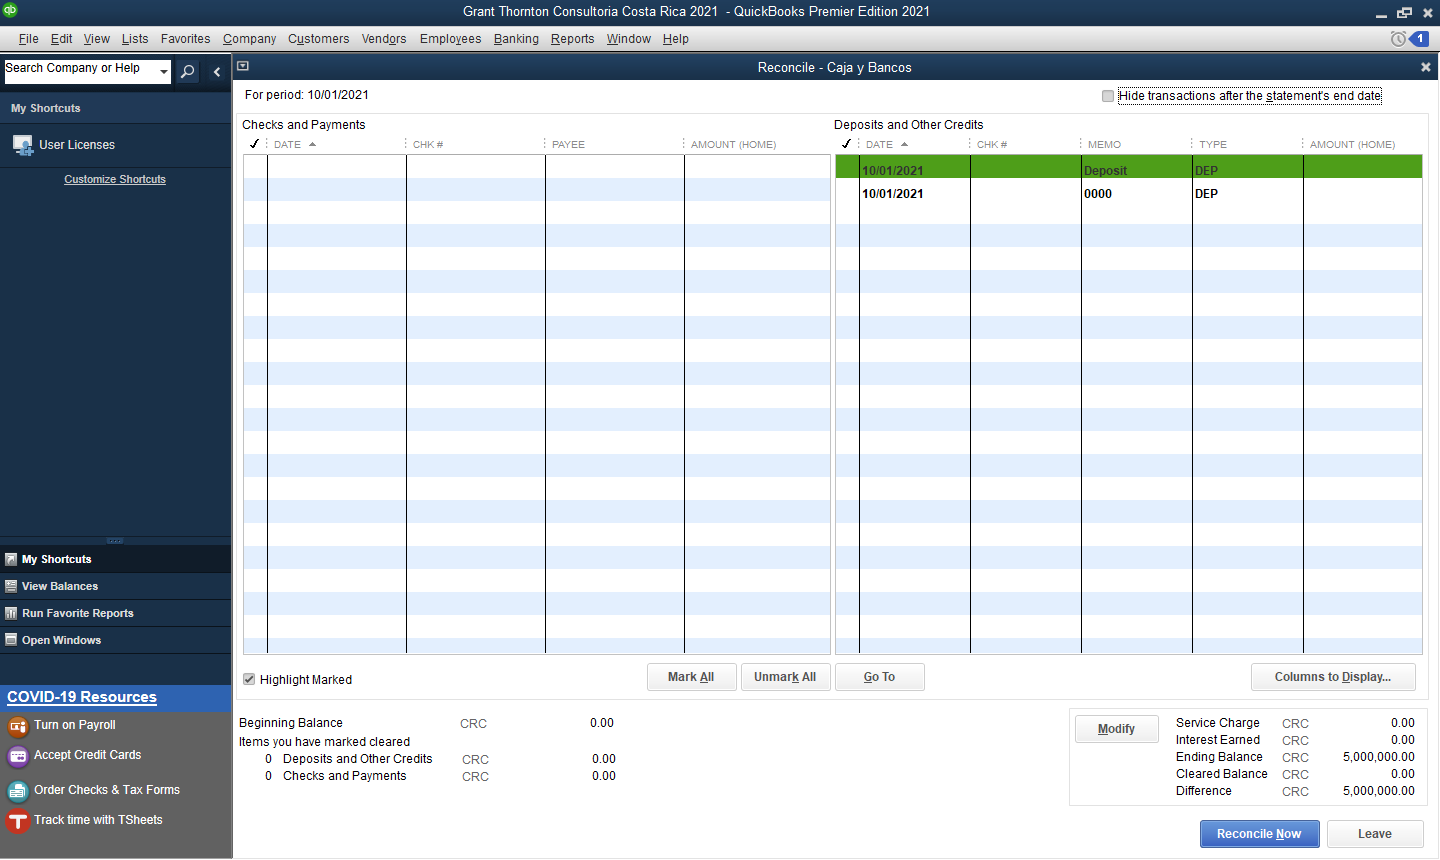 Grant Thornton Consultoria Costa Rica 2021 - QuickBooks Premier Edition 2021
File Edit View Lists Favorites Company Customers Vendors Employees Banking Reports Window Help 1
Search Company or Help
Reconcile - Caja y Bancos
My Shortcuts
User Licenses
Customize Shortcuts
My Shortcuts
View Balances
Run Favorite Reports
Open Windows
COVID-19 Resources
Turn on Payroll
Accept Credit Cards
Order Checks & Tax Forms
Track time with TSheets
For period: 10/01/2021
Hide transactions after the statement's end date
Checks and Payments
✓ DATE CHK # PAYEE AMOUNT (HOME)
Deposits and Other Credits
✓ DATE CHK # MEMO TYPE AMOUNT (HOME)
10/01/2021 Deposit DEP
10/01/2021 0000 DEP
Highlight Marked
Mark All Unmark All Go To Columns to Display...
Beginning Balance CRC 0.00
Items you have marked cleared
0 Deposits and Other Credits CRC 0.00
0 Checks and Payments CRC 0.00
Modify
Service Charge CRC 0.00
Interest Earned CRC 0.00
Ending Balance CRC 5,000,000.00
Cleared Balance CRC 0.00
Difference CRC 5,000,000.00
Reconcile Now Leave